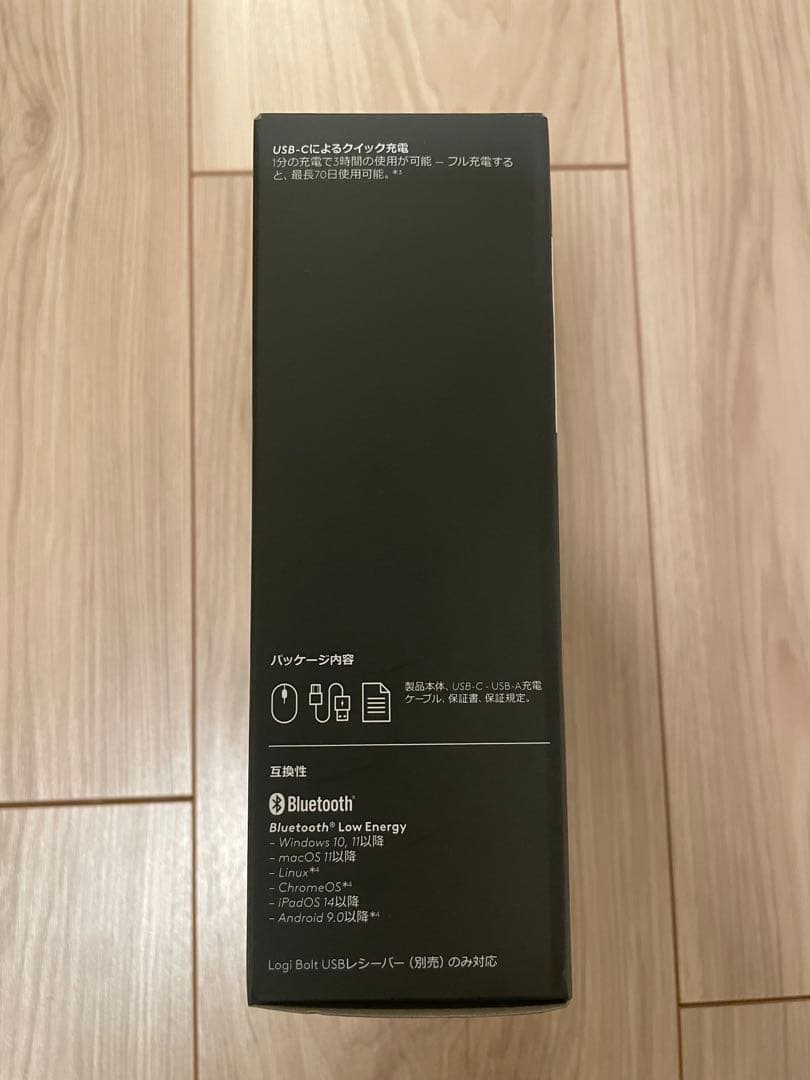 USB-Cによるクイック充電
1分の充電で3時間の使用が可能 – フル充電する
と、最長70日使用可能。*3
パッケージ内容
製品本体、USB-C - USB-A充電
ケーブル、保証書、保証規定。
互換性
Bluetooth®
Bluetooth® Low Energy
- Windows 10, 11以降
- macOS 11以降
- Linux*4
- ChromeOS*4
- iPadOS 14以降
- Android 9.0以降*4
Logi Bolt USBレシーバー（別売）のみ対応